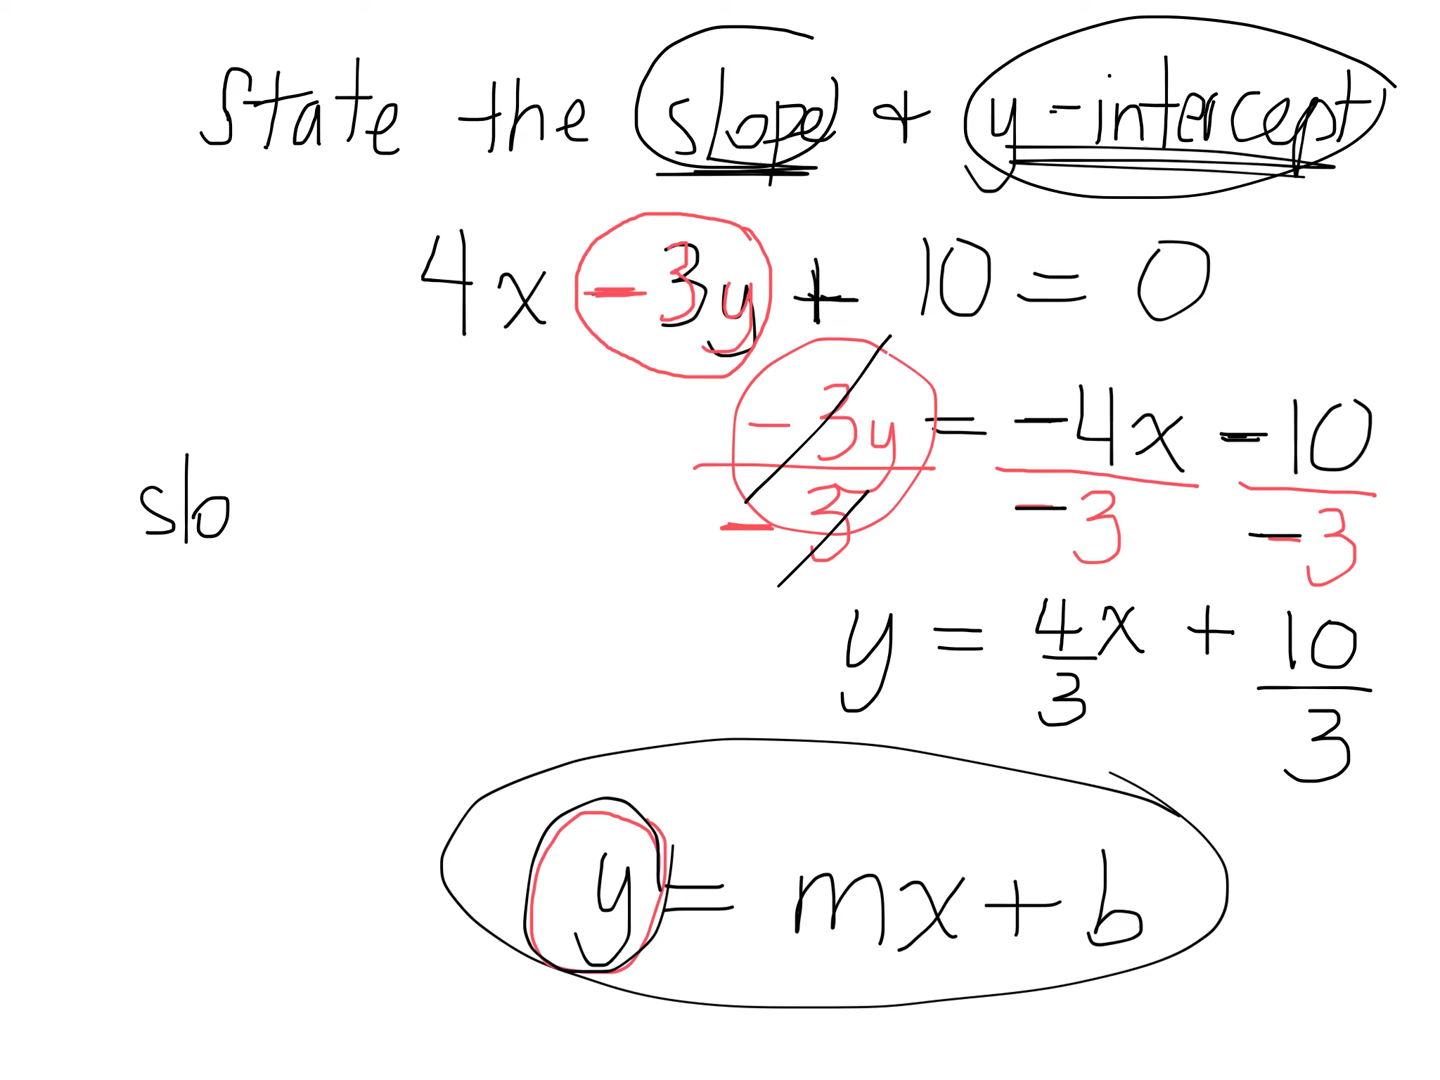 State the slope + y-intercept
4x - 3y + 10 = 0
-3y = -4x - 10
slo
-3 -3 -3
y = 4/3 x + 10/3
y = mx + b